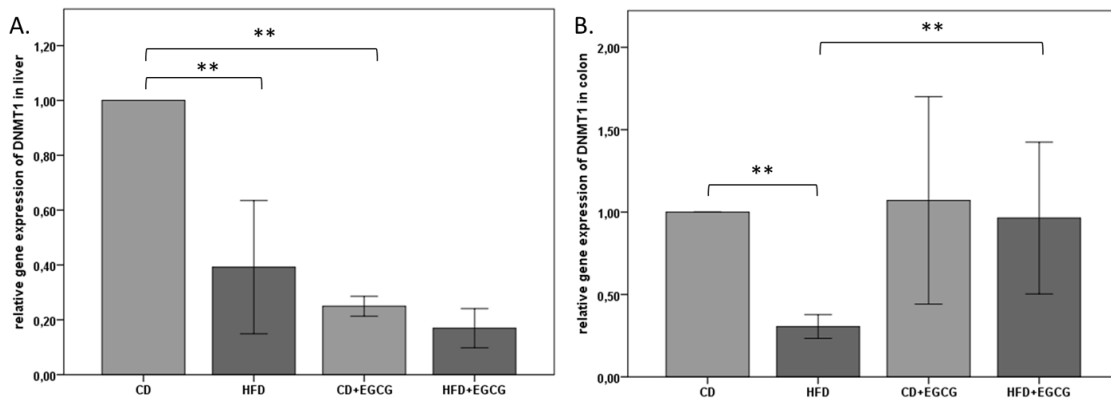 A.
relative gene expression of DNMT1 in liver
1,20
1,00
0,80
0,60
0,40
0,20
0,00
**
**
CD
HFD
CD+EGCG
HFD+EGCG
B.
relative gene expression of DNMT1 in colon
2,00
1,50
1,00
0,50
0,00
**
**
CD
HFD
CD+EGCG
HFD+EGCG